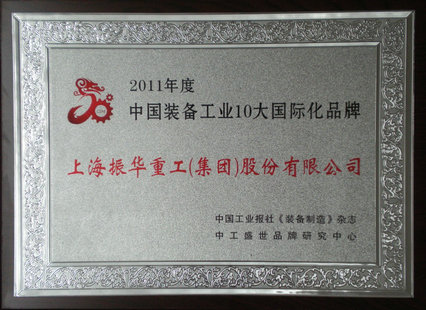 2011年度
中国装备工业10大国际化品牌
上海振华重工(集团)股份有限公司
中国工业报社《装备制造》杂志
中工盛世品牌研究中心